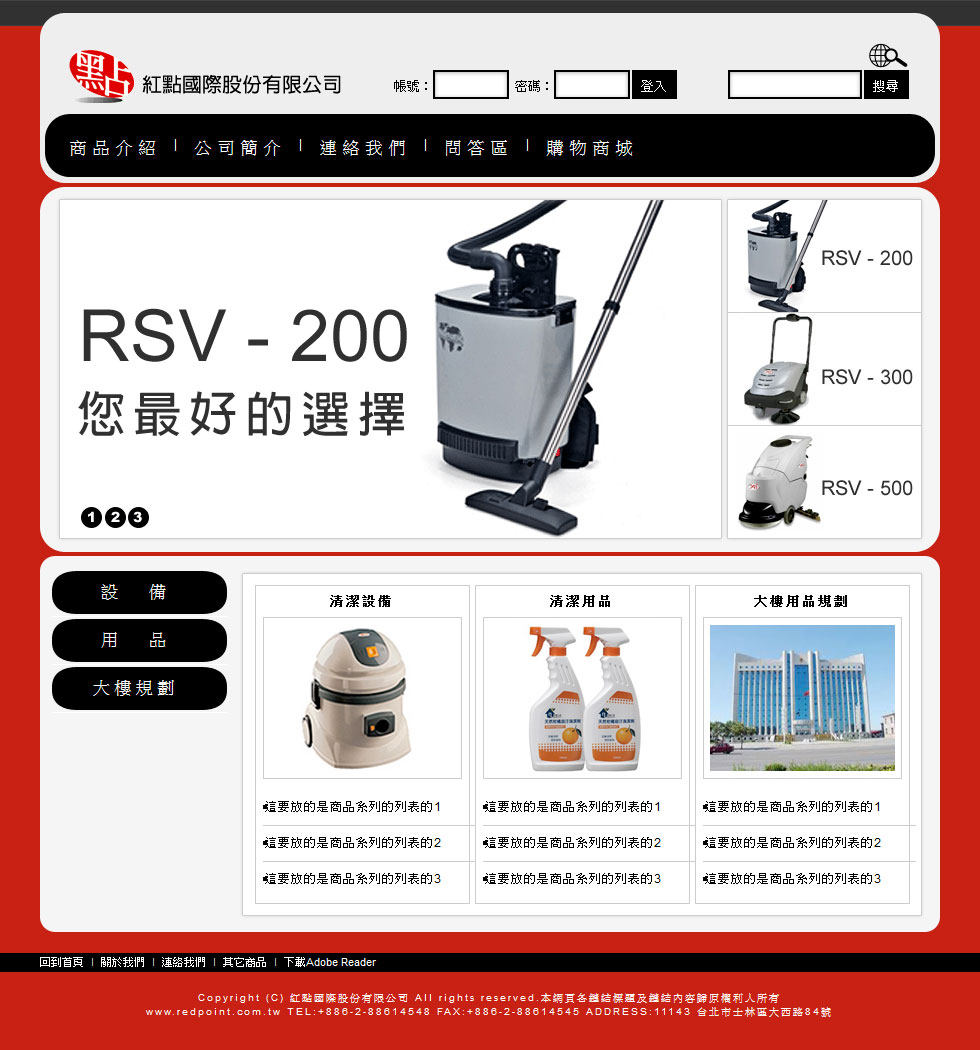 點占 紅點國際股份有限公司
帳號： 密碼： 登入 搜尋
商品介紹 | 公司簡介 | 連絡我們 | 問答區 | 購物商城
RSV - 200
您最好的選擇
1 2 3
RSV - 200
RSV - 300
RSV - 500
設 備
用 品
大樓規劃
清潔設備
這要放的是商品系列的列表的1
這要放的是商品系列的列表的2
這要放的是商品系列的列表的3
清潔用品
這要放的是商品系列的列表的1
這要放的是商品系列的列表的2
這要放的是商品系列的列表的3
大樓用品規劃
這要放的是商品系列的列表的1
這要放的是商品系列的列表的2
這要放的是商品系列的列表的3
回到首頁 | 關於我們 | 連絡我們 | 其它商品 | 下載Adobe Reader
Copyright (C) 紅點國際股份有限公司 All rights reserved.本網頁各鏈結標題及鏈結內容歸原權利人所有
www.redpoint.com.tw TEL:+886-2-88614548 FAX:+886-2-88614545 ADDRESS:11143 台北市士林區大西路84號